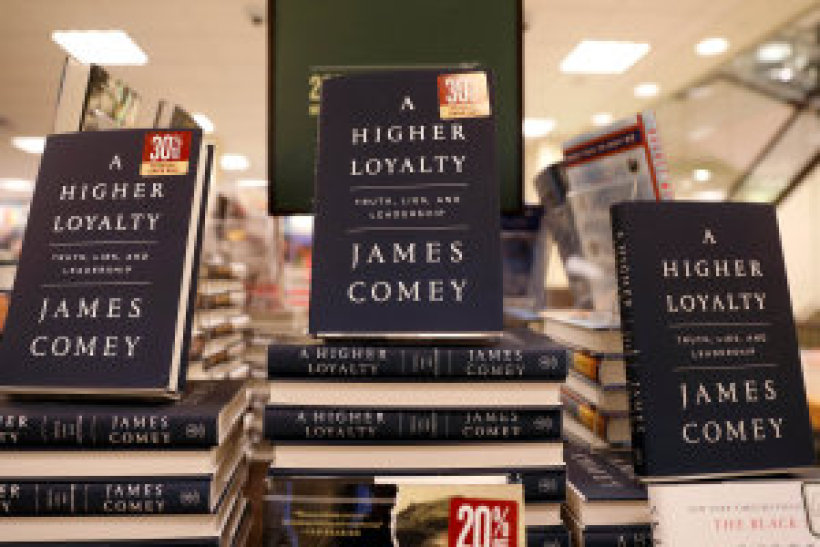 30%
A
HIGHER
LOYALTY
TRUTH, LIES, AND
LEADERSHIP
JAMES
COMEY
30%
A
HIGHER
LOYALTY
TRUTH, LIES, AND
LEADERSHIP
JAMES
COMEY
A
HIGHER
LOYALTY
TRUTH, LIES, AND
LEADERSHIP
JAMES
COMEY
A HIGHER
LOYALTY
JAMES
COMEY
A HIGHER
LOYALTY
JAMES
COMEY
JAMES
COMEY
JAMES
COMEY
20%
THE BLACK